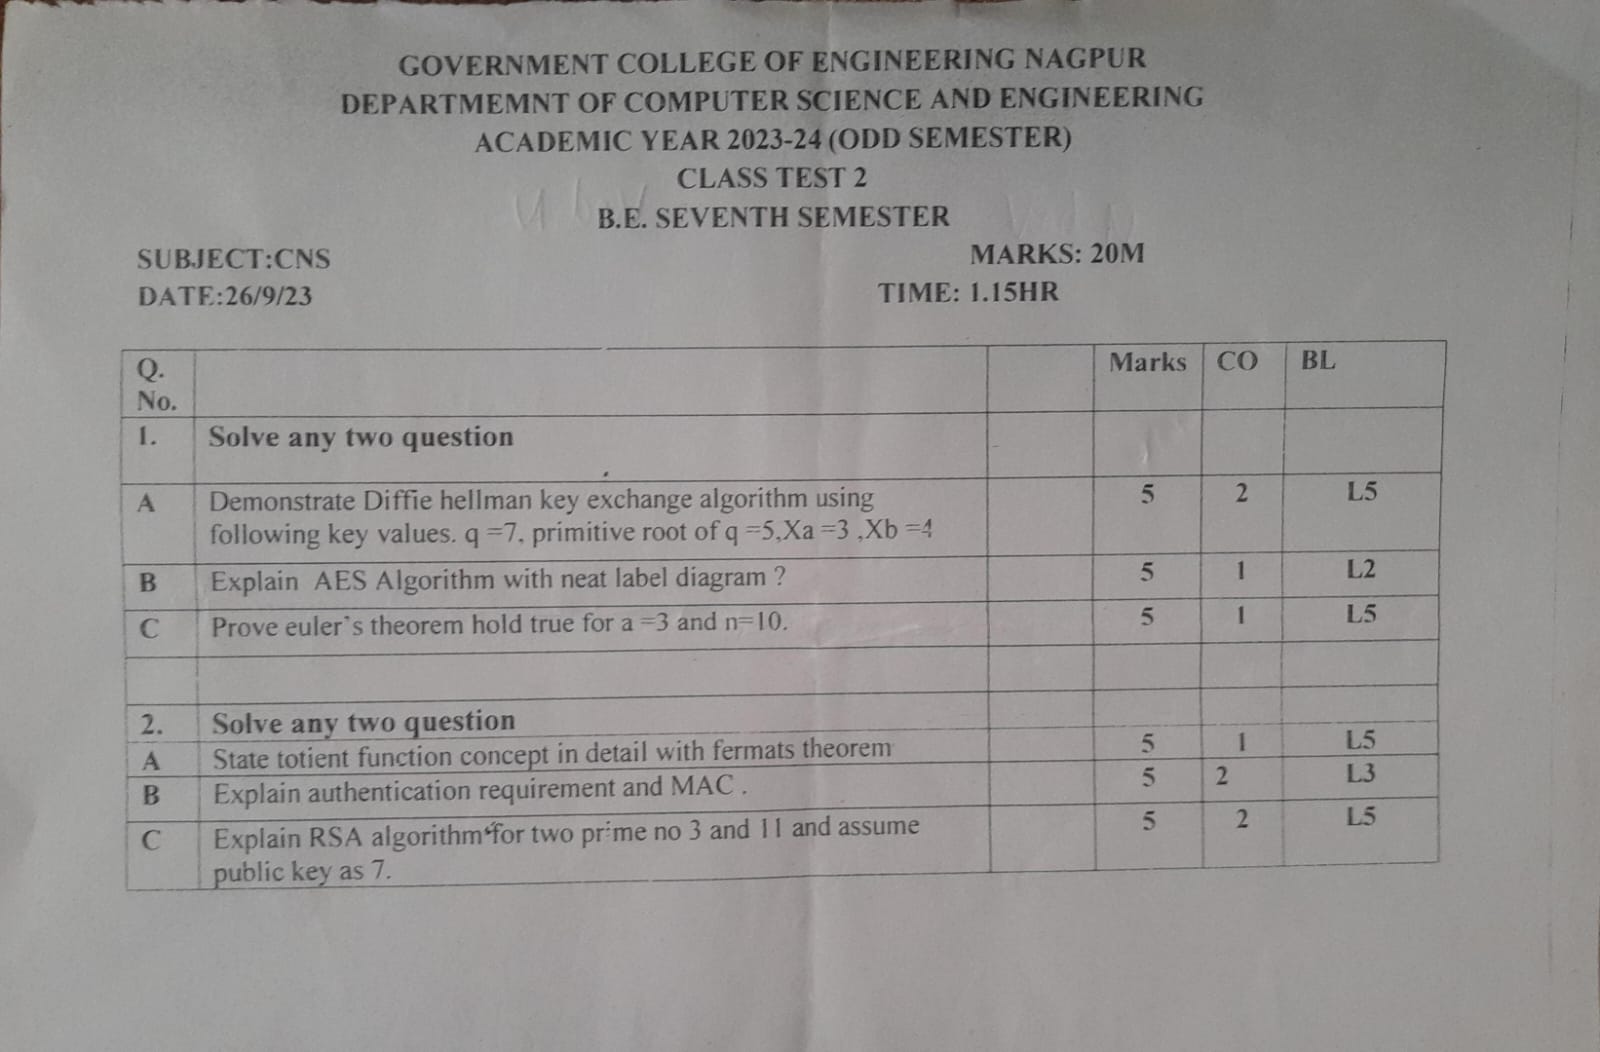 GOVERNMENT COLLEGE OF ENGINEERING NAGPUR
DEPARTMEMNT OF COMPUTER SCIENCE AND ENGINEERING
ACADEMIC YEAR 2023-24 (ODD SEMESTER)
CLASS TEST 2
B.E. SEVENTH SEMESTER
SUBJECT:CNS MARKS: 20M
DATE:26/9/23 TIME: 1.15HR
Q. Marks CO BL
No.
1. Solve any two question
A Demonstrate Diffie hellman key exchange algorithm using 5 2 L5
following key values. q =7, primitive root of q =5,Xa =3 ,Xb =4
B Explain AES Algorithm with neat label diagram ? 5 1 L2
C Prove euler's theorem hold true for a =3 and n=10. 5 1 L5
2. Solve any two question
A State totient function concept in detail with fermats theorem 5 1 L5
B Explain authentication requirement and MAC . 5 2 L3
C Explain RSA algorithm for two prime no 3 and 11 and assume 5 2 L5
public key as 7.